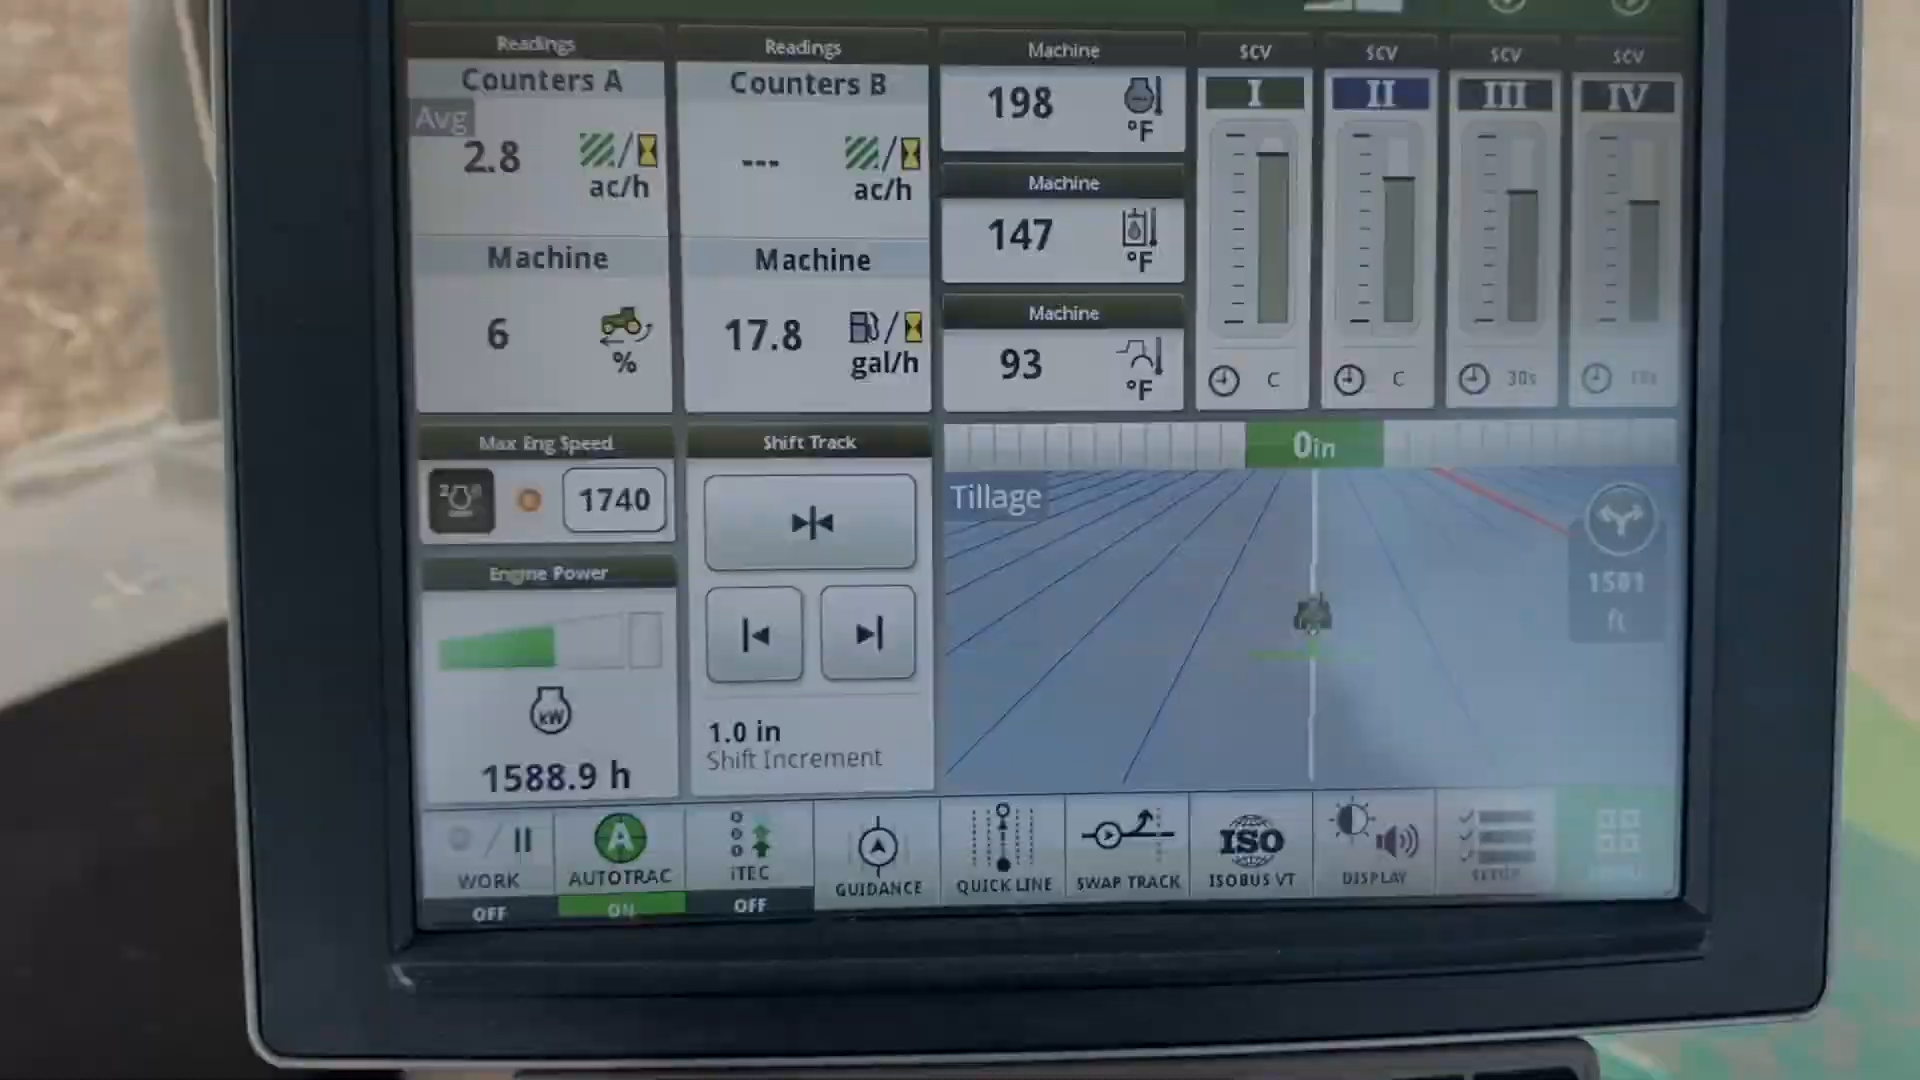 Readings
Counters A
Avg
2.8
ac/h
Machine
6
%
Readings
Counters B
---
ac/h
Machine
17.8
gal/h
Machine
198
°F
Machine
147
°F
Machine
93
°F
SCV
I
C
SCV
II
C
SCV
III
30s
SCV
IV
Max Eng Speed
1740
Engine Power
kW
1588.9 h
Shift Track
1.0 in
Shift Increment
0in
Tillage
1501
ft
WORK
OFF
A
AUTOTRAC
ON
iTEC
OFF
GUIDANCE
QUICK LINE
SWAP TRACK
ISO
ISOBUS VT
DISPLAY
SETUP